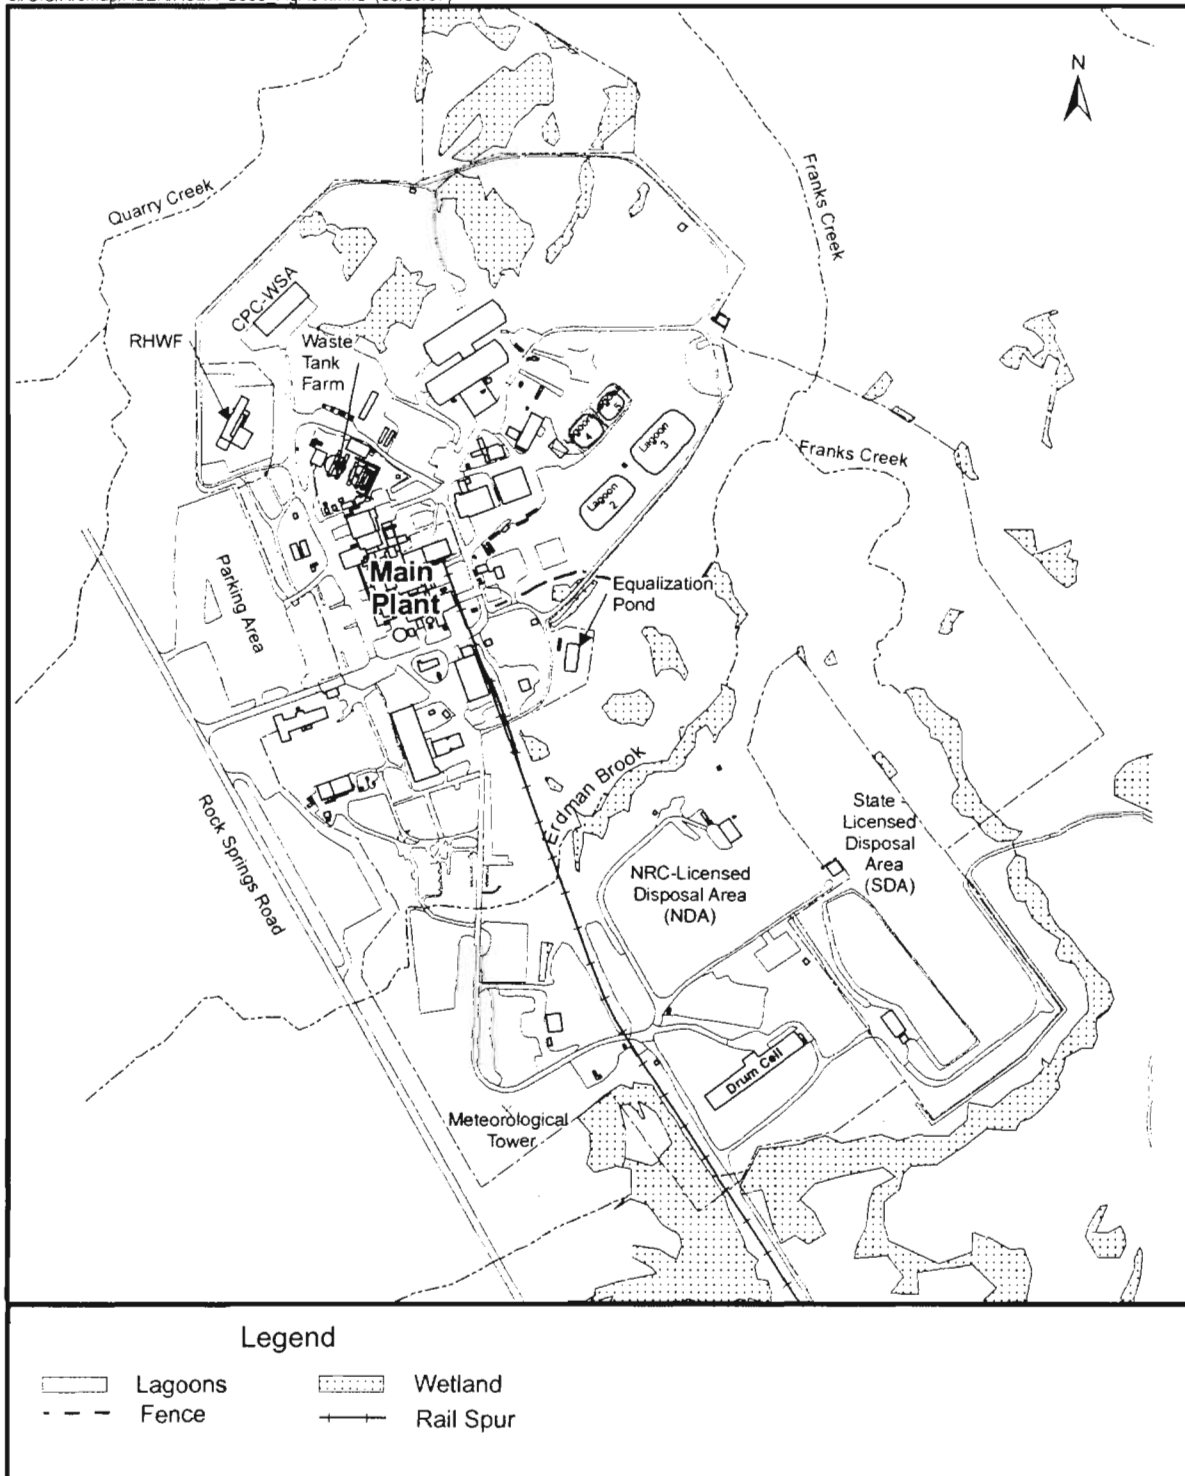 N
Quarry Creek
Franks Creek
CPC-WSA
RHWF
Waste
Tank
Farm
5
Lagoon
4
Lagoon
3
Franks Creek
Lagoon
2
Main
Plant
Parking Area
Equalization
Pond
Erdman Brook
Rock Springs Road
State -
Licensed
Disposal
Area
(SDA)
NRC-Licensed
Disposal Area
(NDA)
Drum Cell
Meteorological
Tower
Legend
Lagoons
Wetland
Fence
Rail Spur